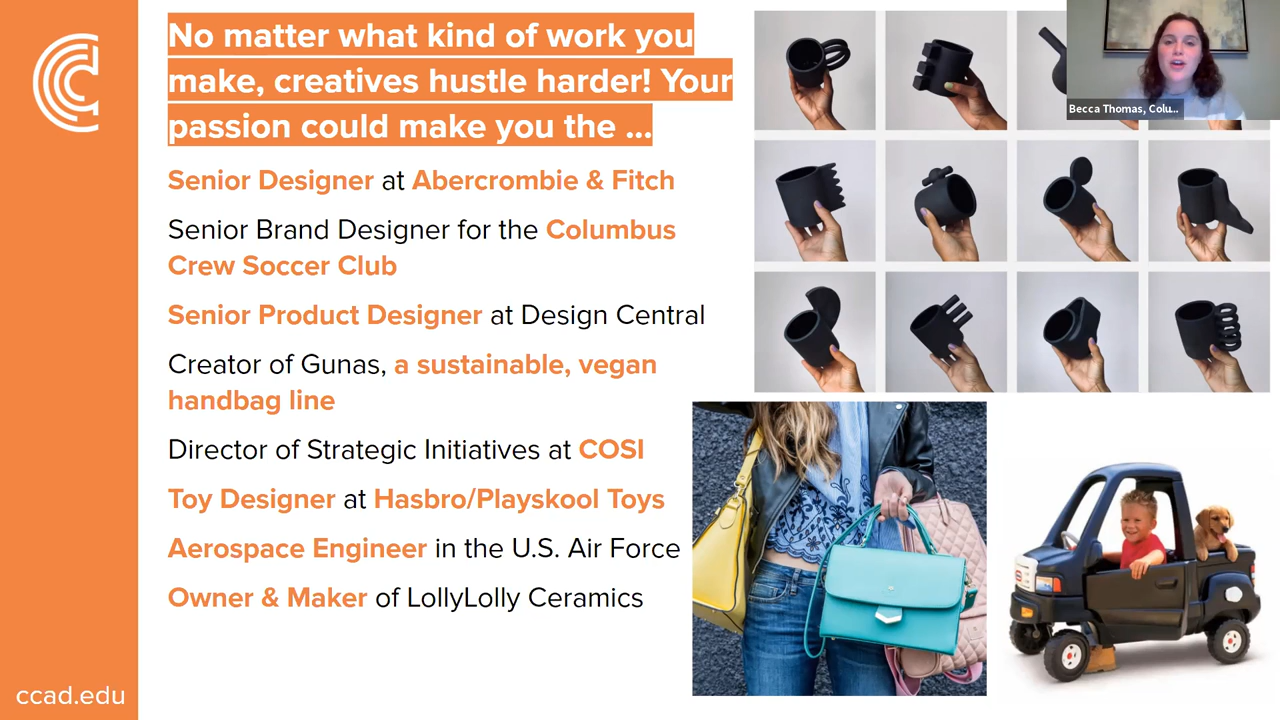 No matter what kind of work you
make, creatives hustle harder! Your
passion could make you the ...
Senior Designer at Abercrombie & Fitch
Senior Brand Designer for the Columbus
Crew Soccer Club
Senior Product Designer at Design Central
Creator of Gunas, a sustainable, vegan
handbag line
Director of Strategic Initiatives at COSI
Toy Designer at Hasbro/Playskool Toys
Aerospace Engineer in the U.S. Air Force
Owner & Maker of LollyLolly Ceramics
ccad.edu
Becca Thomas, Colu...